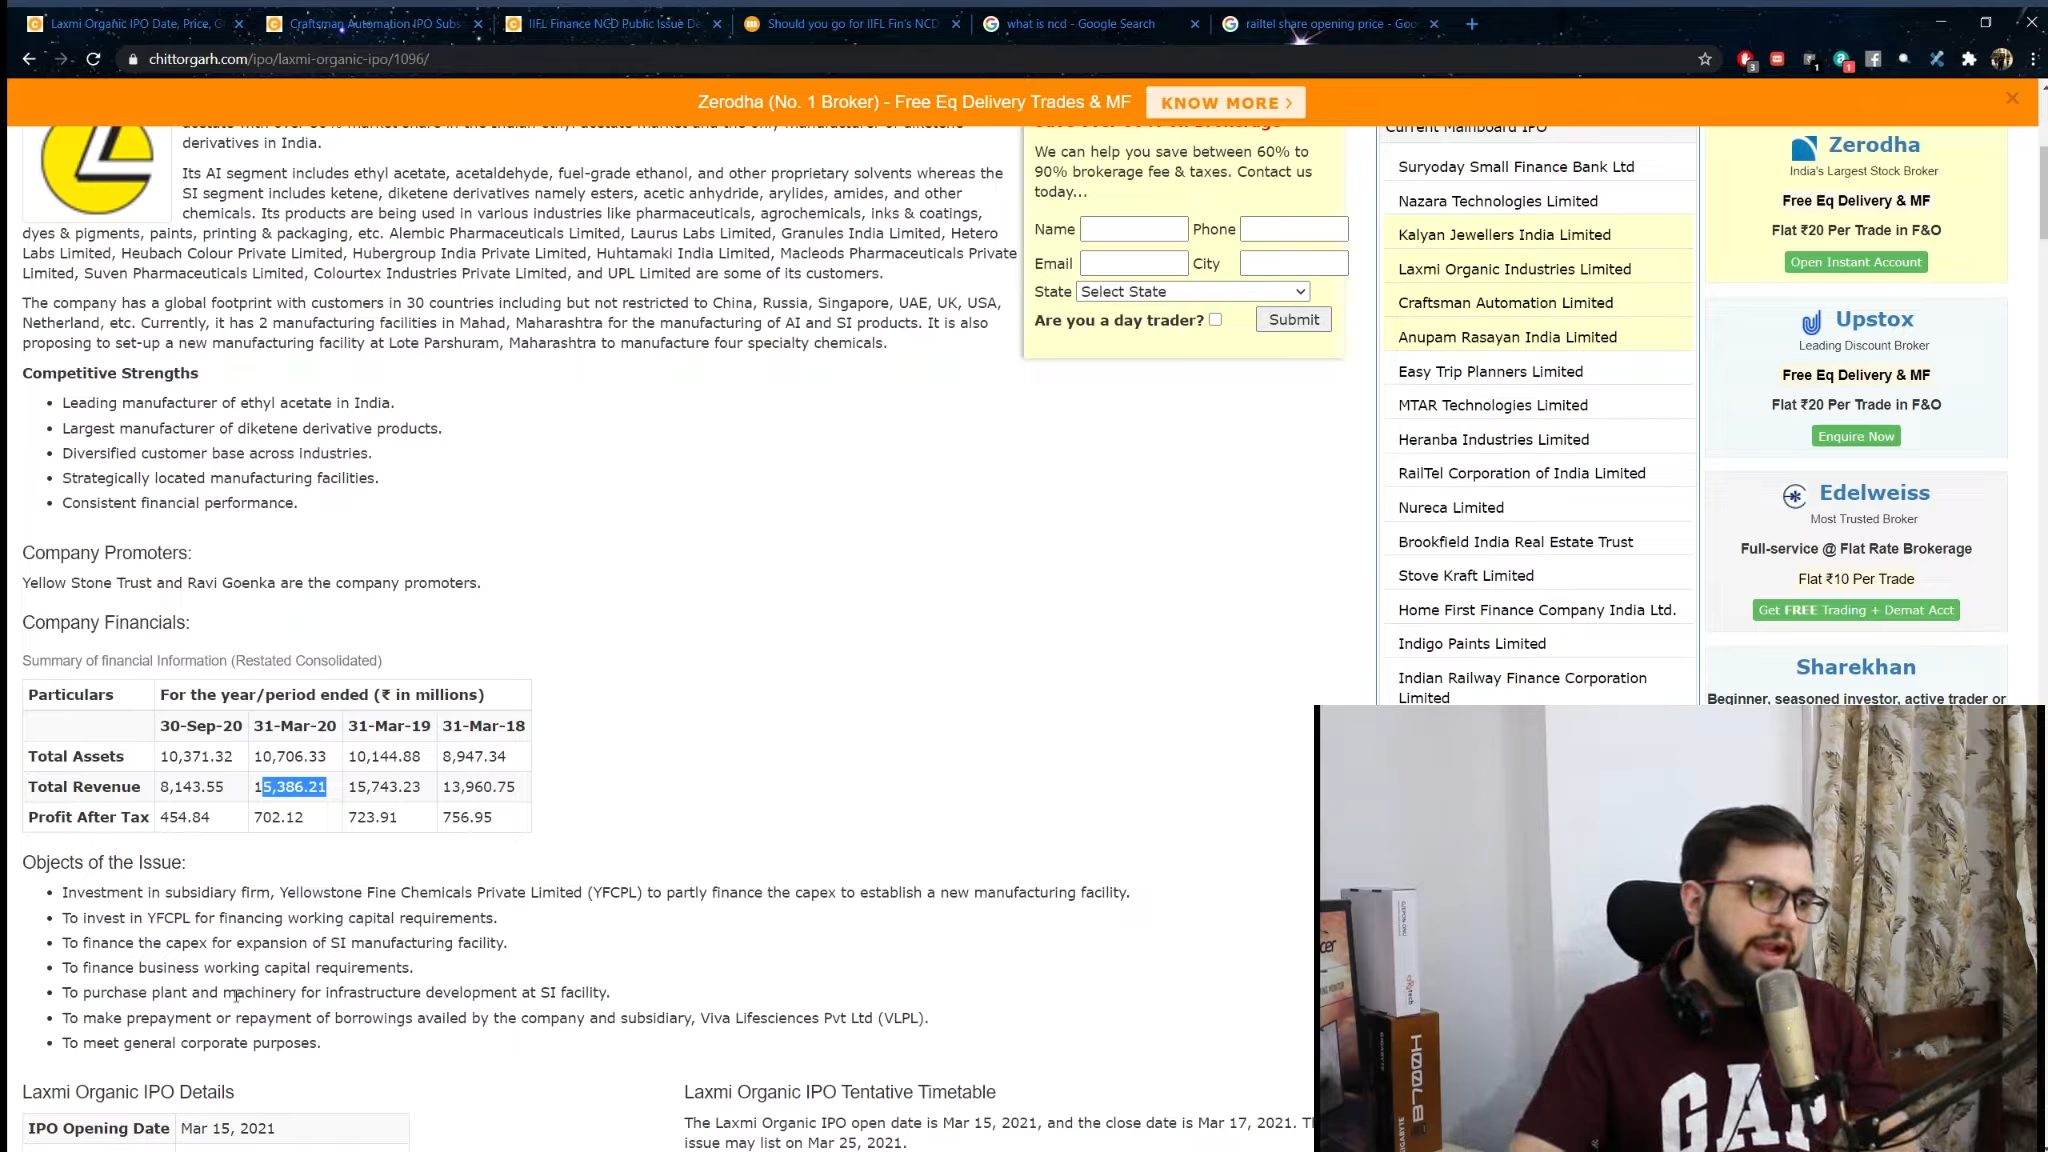 Laxmi Organic IPO Date, Price, G
Craftsman Automation IPO Subs
IIFL Finance NCD Public Issue De
Should you go for IIFL Fin's NCD
what is ncd - Google Search
railtel share opening price - Goo
chittorgarh.com/ipo/laxmi-organic-ipo/1096/
Zerodha (No. 1 Broker) - Free Eq Delivery Trades & MF
KNOW MORE >
derivatives in India.
Its AI segment includes ethyl acetate, acetaldehyde, fuel-grade ethanol, and other proprietary solvents whereas the
SI segment includes ketene, diketene derivatives namely esters, acetic anhydride, arylides, amides, and other
chemicals. Its products are being used in various industries like pharmaceuticals, agrochemicals, inks & coatings,
dyes & pigments, paints, printing & packaging, etc. Alembic Pharmaceuticals Limited, Laurus Labs Limited, Granules India Limited, Hetero
Labs Limited, Heubach Colour Private Limited, Hubergroup India Private Limited, Huhtamaki India Limited, Macleods Pharmaceuticals Private
Limited, Suven Pharmaceuticals Limited, Colourtex Industries Private Limited, and UPL Limited are some of its customers.
The company has a global footprint with customers in 30 countries including but not restricted to China, Russia, Singapore, UAE, UK, USA,
Netherland, etc. Currently, it has 2 manufacturing facilities in Mahad, Maharashtra for the manufacturing of AI and SI products. It is also
proposing to set-up a new manufacturing facility at Lote Parshuram, Maharashtra to manufacture four specialty chemicals.
Competitive Strengths
• Leading manufacturer of ethyl acetate in India.
• Largest manufacturer of diketene derivative products.
• Diversified customer base across industries.
• Strategically located manufacturing facilities.
• Consistent financial performance.
Company Promoters:
Yellow Stone Trust and Ravi Goenka are the company promoters.
Company Financials:
Summary of financial Information (Restated Consolidated)
Particulars For the year/period ended (₹ in millions)
30-Sep-20 31-Mar-20 31-Mar-19 31-Mar-18
Total Assets 10,371.32 10,706.33 10,144.88 8,947.34
Total Revenue 8,143.55 15,386.21 15,743.23 13,960.75
Profit After Tax 454.84 702.12 723.91 756.95
Objects of the Issue:
• Investment in subsidiary firm, Yellowstone Fine Chemicals Private Limited (YFCPL) to partly finance the capex to establish a new manufacturing facility.
• To invest in YFCPL for financing working capital requirements.
• To finance the capex for expansion of SI manufacturing facility.
• To finance business working capital requirements.
• To purchase plant and machinery for infrastructure development at SI facility.
• To make prepayment or repayment of borrowings availed by the company and subsidiary, Viva Lifesciences Pvt Ltd (VLPL).
• To meet general corporate purposes.
Laxmi Organic IPO Details
IPO Opening Date Mar 15, 2021
Laxmi Organic IPO Tentative Timetable
The Laxmi Organic IPO open date is Mar 15, 2021, and the close date is Mar 17, 2021.
issue may list on Mar 25, 2021.
We can help you save between 60% to
90% brokerage fee & taxes. Contact us
today...
Name Phone
Email City
State Select State
Are you a day trader? Submit
Current Mainboard IPO
Suryoday Small Finance Bank Ltd
Nazara Technologies Limited
Kalyan Jewellers India Limited
Laxmi Organic Industries Limited
Craftsman Automation Limited
Anupam Rasayan India Limited
Easy Trip Planners Limited
MTAR Technologies Limited
Heranba Industries Limited
RailTel Corporation of India Limited
Nureca Limited
Brookfield India Real Estate Trust
Stove Kraft Limited
Home First Finance Company India Ltd.
Indigo Paints Limited
Indian Railway Finance Corporation
Limited
Zerodha
India's Largest Stock Broker
Free Eq Delivery & MF
Flat ₹20 Per Trade in F&O
Open Instant Account
Upstox
Leading Discount Broker
Free Eq Delivery & MF
Flat ₹20 Per Trade in F&O
Enquire Now
Edelweiss
Most Trusted Broker
Full-service @ Flat Rate Brokerage
Flat ₹10 Per Trade
Get FREE Trading + Demat Acct
Sharekhan
Beginner, seasoned investor, active trader or
H007BB
GIGABYTE
GAP